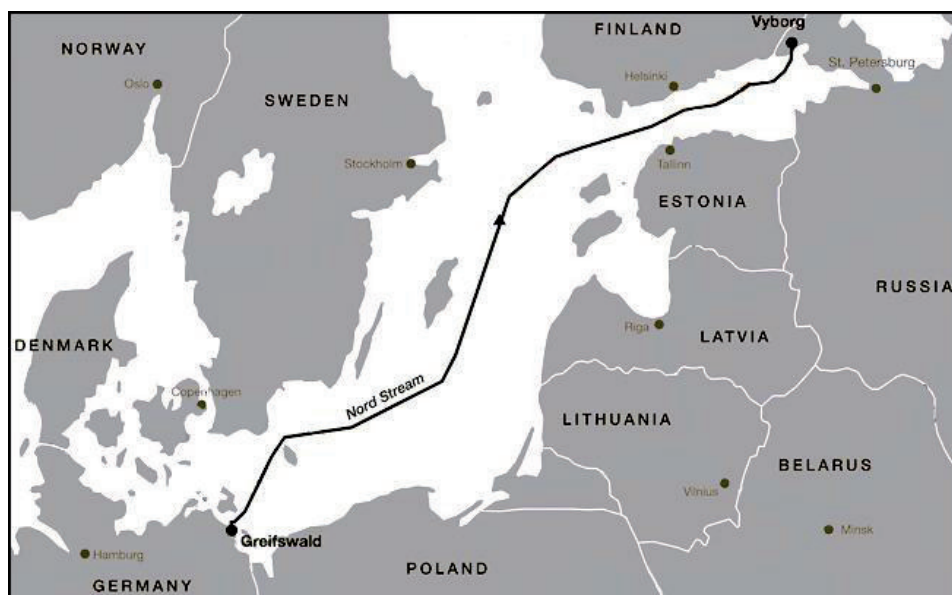 Vyborg
FINLAND
NORWAY
St. Petersburg
Oslo
Helsinki
SWEDEN
Stockholm
Tallinn
ESTONIA
RUSSIA
Riga
LATVIA
DENMARK
Copenhagen
Nord Stream
LITHUANIA
BELARUS
Vilnius
Minsk
Greifswald
Hamburg
POLAND
GERMANY